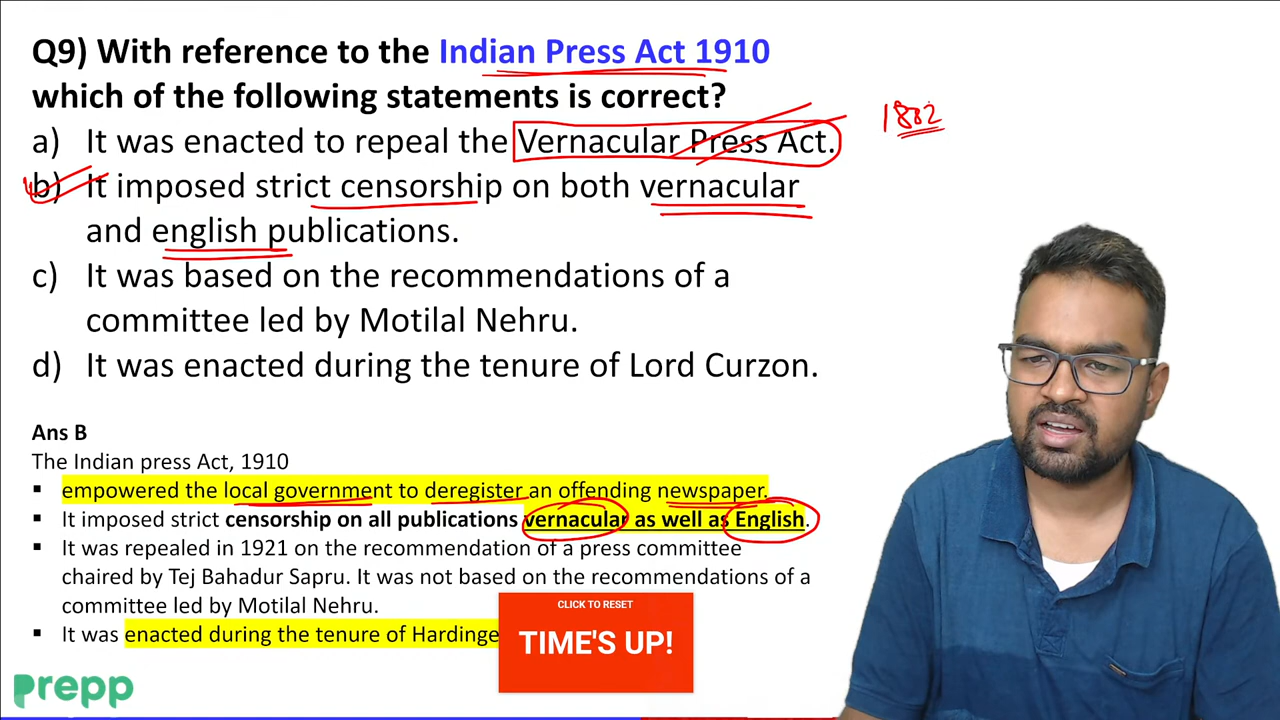 Q9) With reference to the Indian Press Act 1910
which of the following statements is correct?
1882
a) It was enacted to repeal the Vernacular Press Act.
b) It imposed strict censorship on both vernacular
and english publications.
c) It was based on the recommendations of a
committee led by Motilal Nehru.
d) It was enacted during the tenure of Lord Curzon.
Ans B
The Indian press Act, 1910
▪ empowered the local government to deregister an offending newspaper.
▪ It imposed strict censorship on all publications vernacular as well as English.
▪ It was repealed in 1921 on the recommendation of a press committee
chaired by Tej Bahadur Sapru. It was not based on the recommendations of a
committee led by Motilal Nehru.
▪ It was enacted during the tenure of Hardinge
CLICK TO RESET
TIME'S UP!
prepp